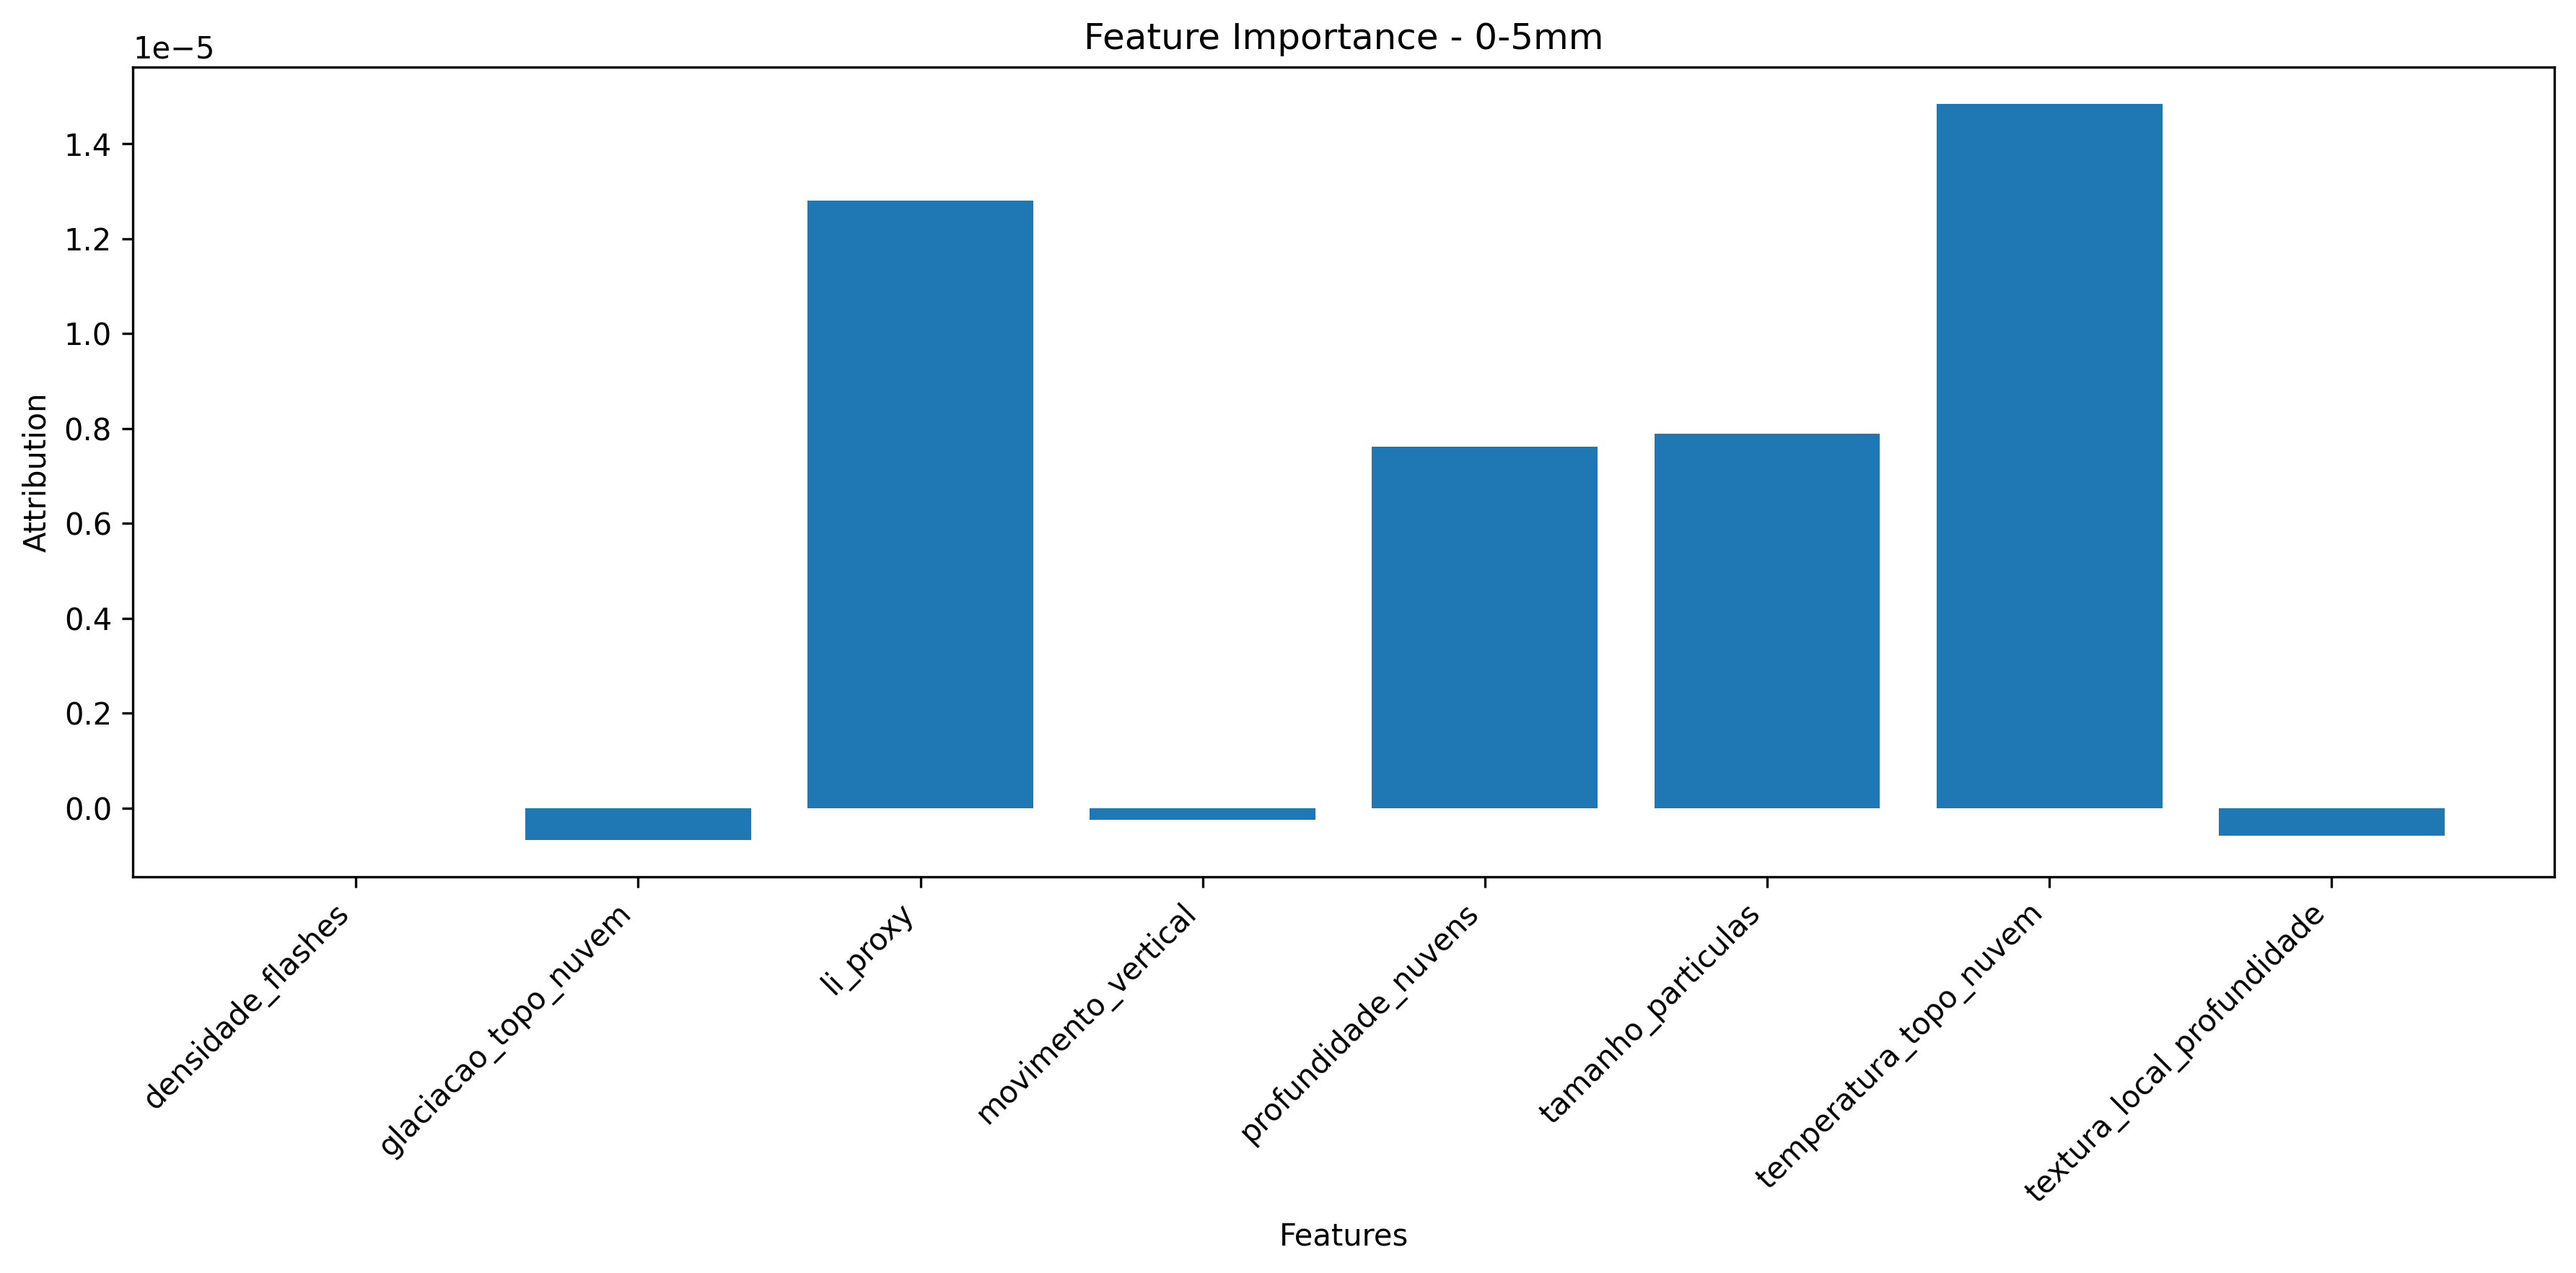 Feature Importance - 0-5mm
1e−5
1.4
1.2
1.0
0.8
0.6
0.4
0.2
0.0
Attribution
densidade_flashes
glaciacao_topo_nuvem
li_proxy
movimento_vertical
profundidade_nuvens
tamanho_particulas
temperatura_topo_nuvem
textura_local_profundidade
Features